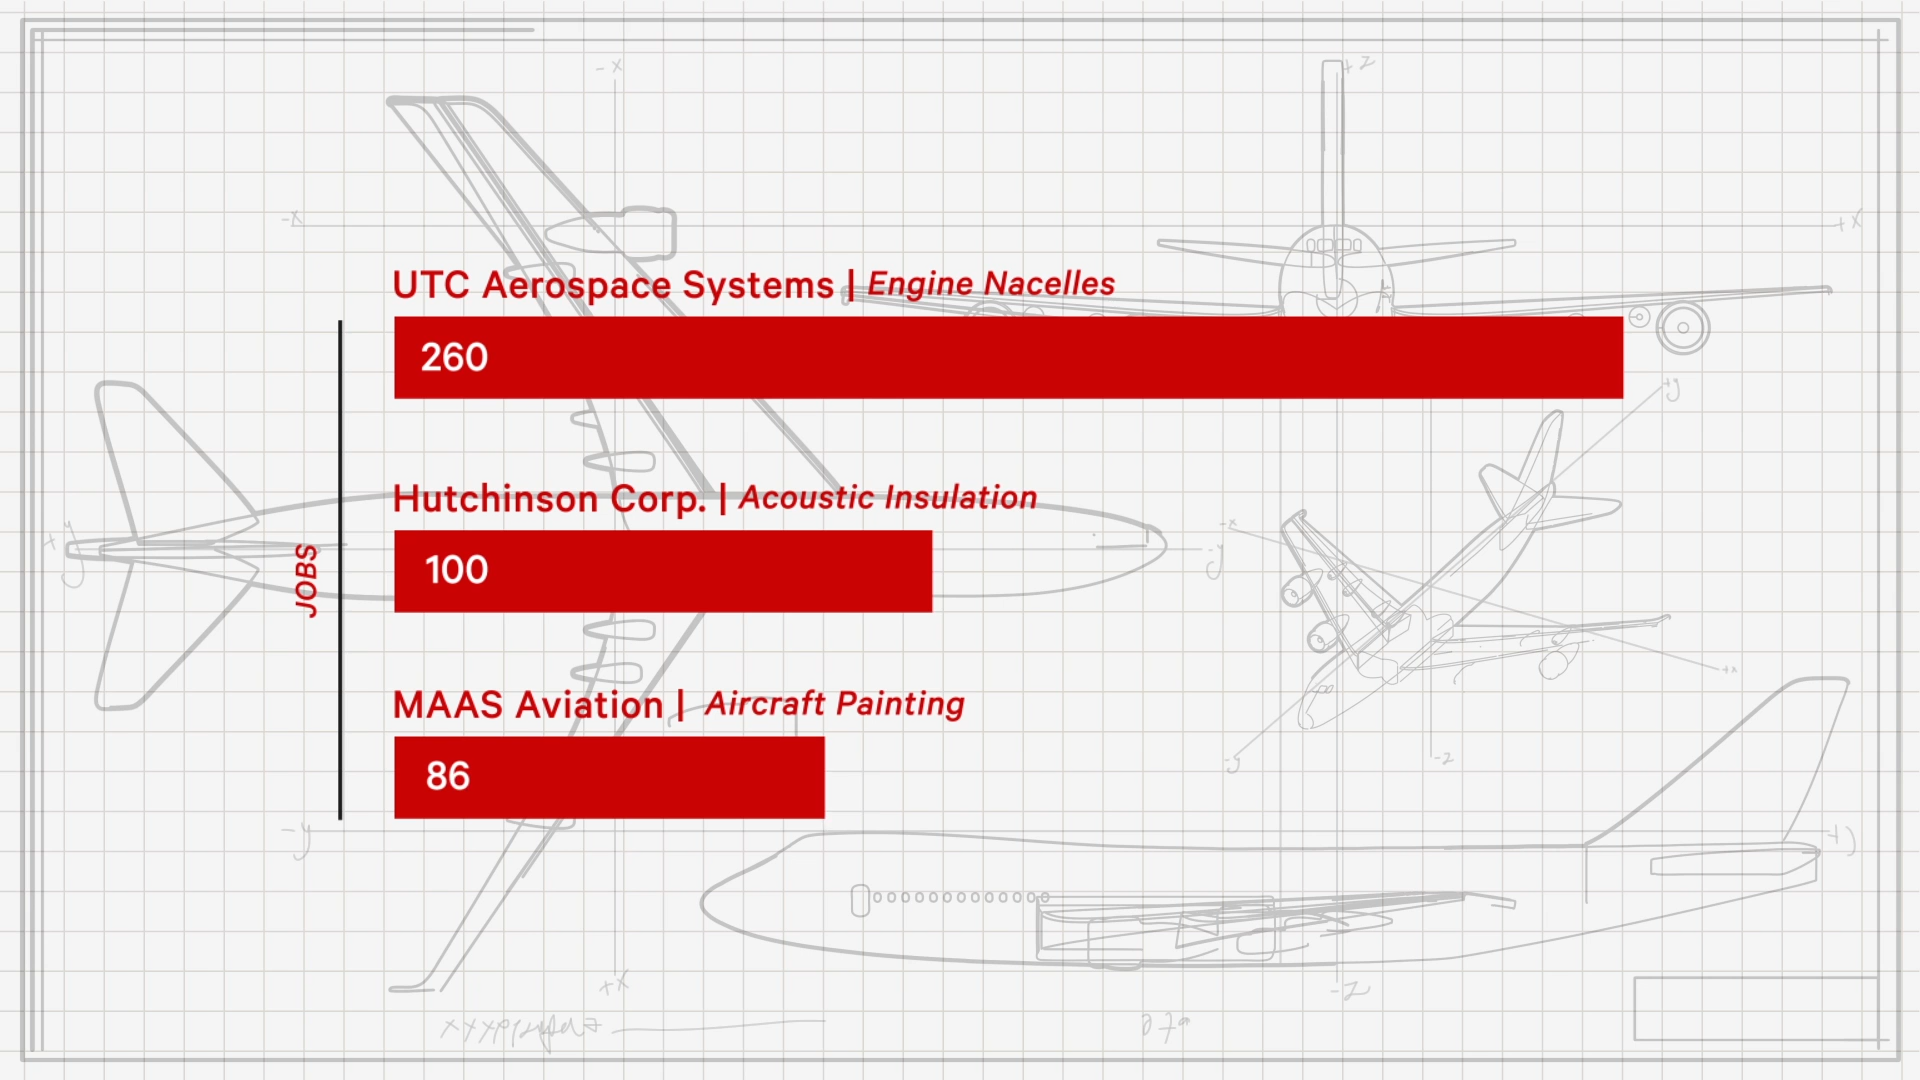 -x
+z
-x
+x
UTC Aerospace Systems | Engine Nacelles
260
+y
Hutchinson Corp. | Acoustic Insulation
-x
+y
-y
100
JOBS
+x
MAAS Aviation | Aircraft Painting
-y
-z
86
-y
+x
-z